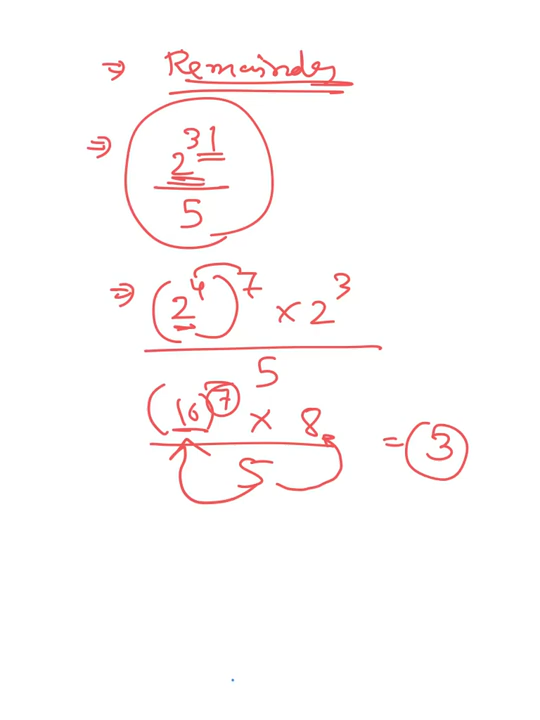 ⇒ Remainder
⇒ 2^31
5
⇒ (2^4)^7 × 2^3
5
(16)^7 × 8
5
= 3